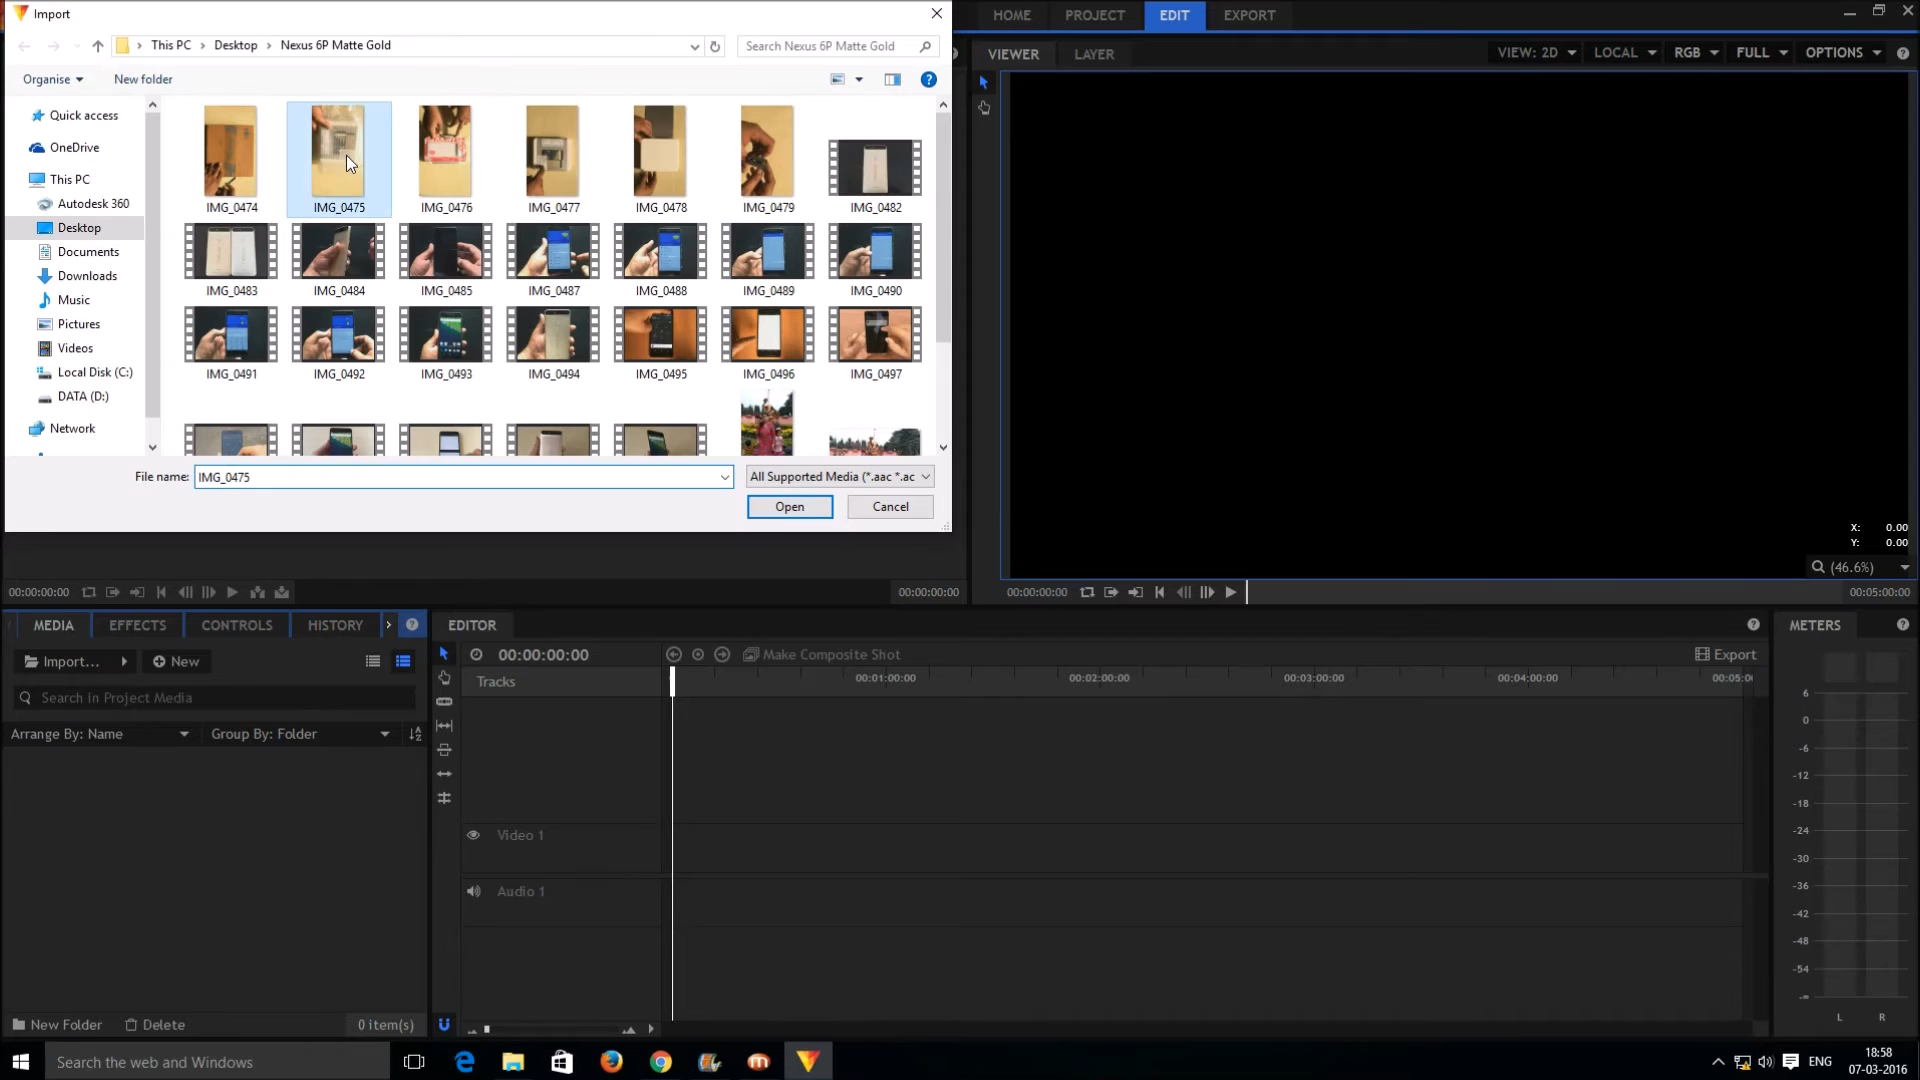 Import
This PC > Desktop > Nexus 6P Matte Gold
Search Nexus 6P Matte Gold
Organise
New folder
Quick access
OneDrive
This PC
Autodesk 360
Desktop
Documents
Downloads
Music
Pictures
Videos
Local Disk (C:)
DATA (D:)
Network
IMG_0474 IMG_0475 IMG_0476 IMG_0477 IMG_0478 IMG_0479 IMG_0482
IMG_0483 IMG_0484 IMG_0485 IMG_0487 IMG_0488 IMG_0489 IMG_0490
IMG_0491 IMG_0492 IMG_0493 IMG_0494 IMG_0495 IMG_0496 IMG_0497
File name: IMG_0475
All Supported Media (*.aac *.ac
Open
Cancel
HOME PROJECT EDIT EXPORT
VIEWER LAYER
VIEW: 2D LOCAL RGB FULL OPTIONS
X: 0.00
Y: 0.00
(46.6%)
00:00:00:00
00:00:00:00
00:00:00:00
00:05:00:00
MEDIA EFFECTS CONTROLS HISTORY
Import...
New
Search in Project Media
Arrange By: Name
Group By: Folder
New Folder
Delete
0 item(s)
EDITOR
00:00:00:00
Make Composite Shot
Export
Tracks
00:01:00:00 00:02:00:00 00:03:00:00 00:04:00:00 00:05:0
Video 1
Audio 1
METERS
6
0
-6
-12
-18
-24
-30
-36
-42
-48
-54
-∞
L R
Search the web and Windows
ENG
18:58
07-03-2016